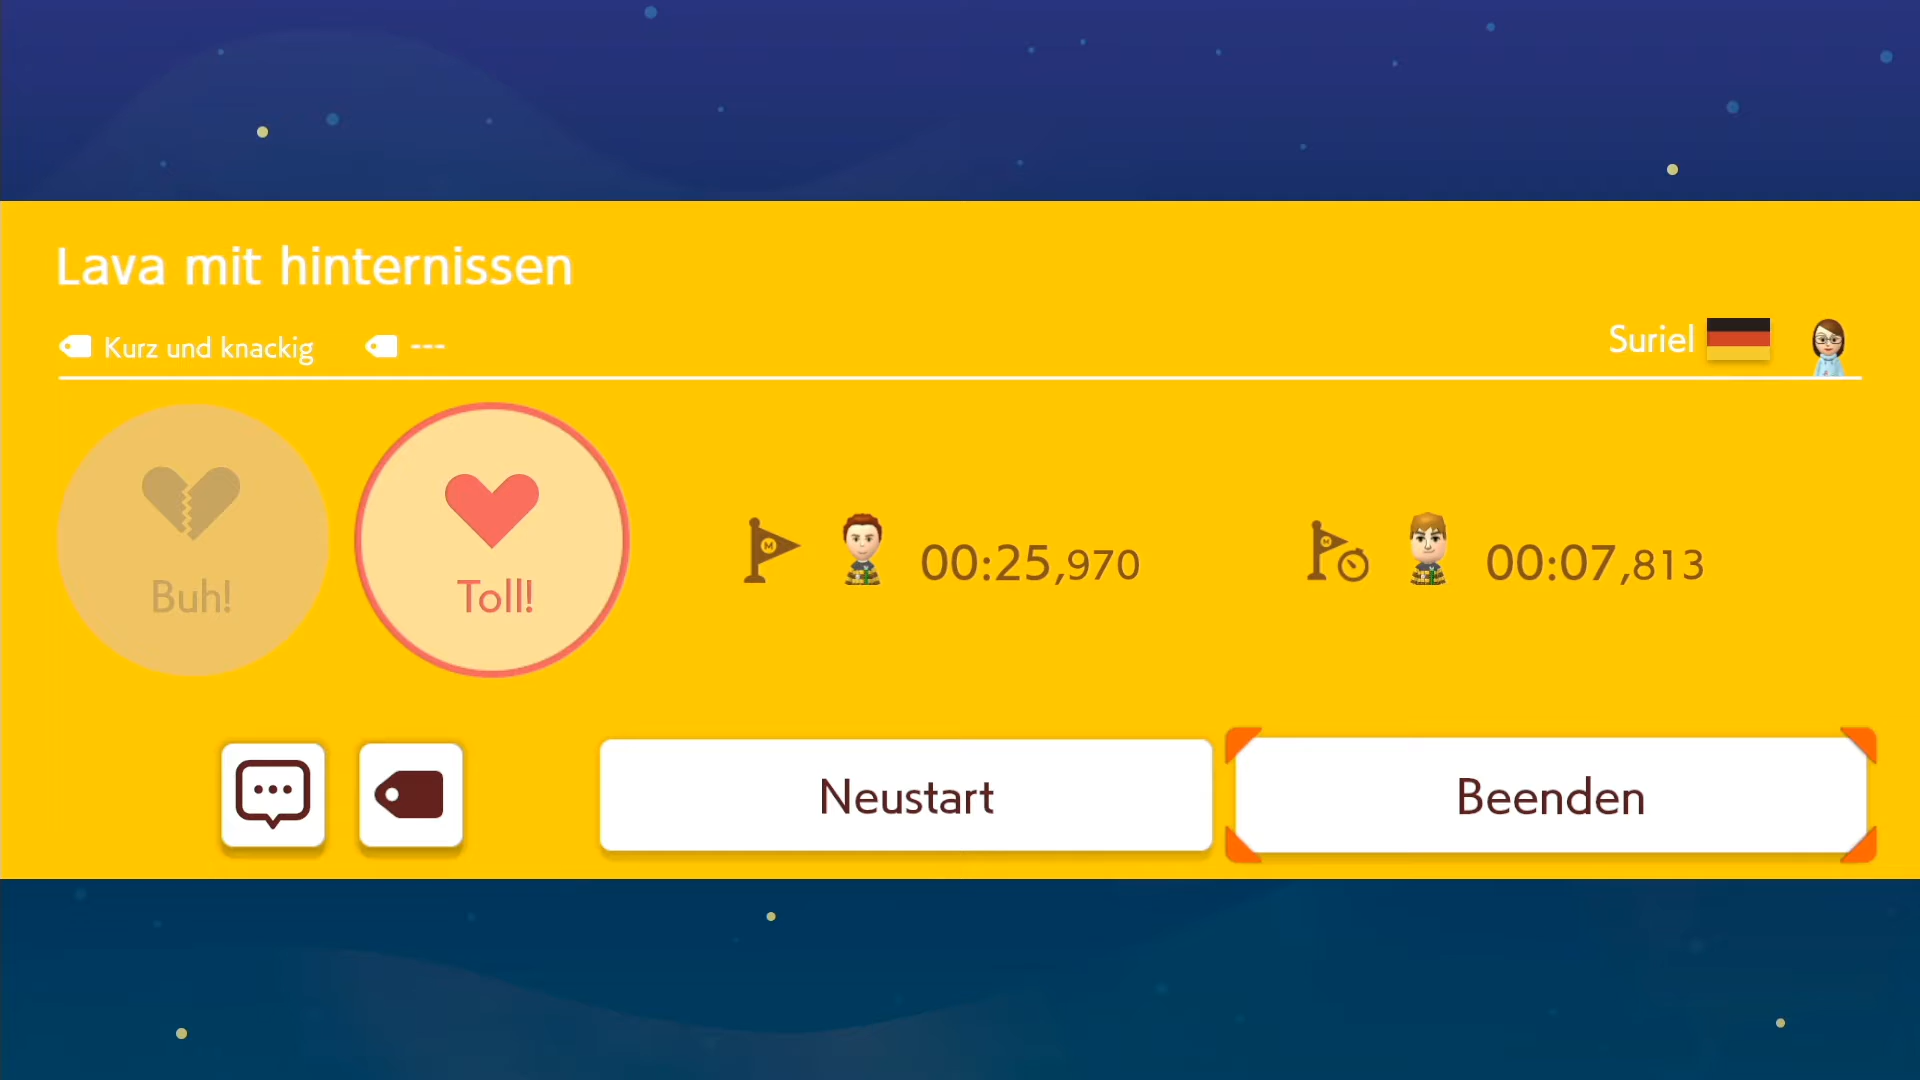 Lava mit hinternissen
Kurz und knackig ---
Suriel
Buh!
Toll!
M 00:25,970
M 00:07,813
Neustart
Beenden